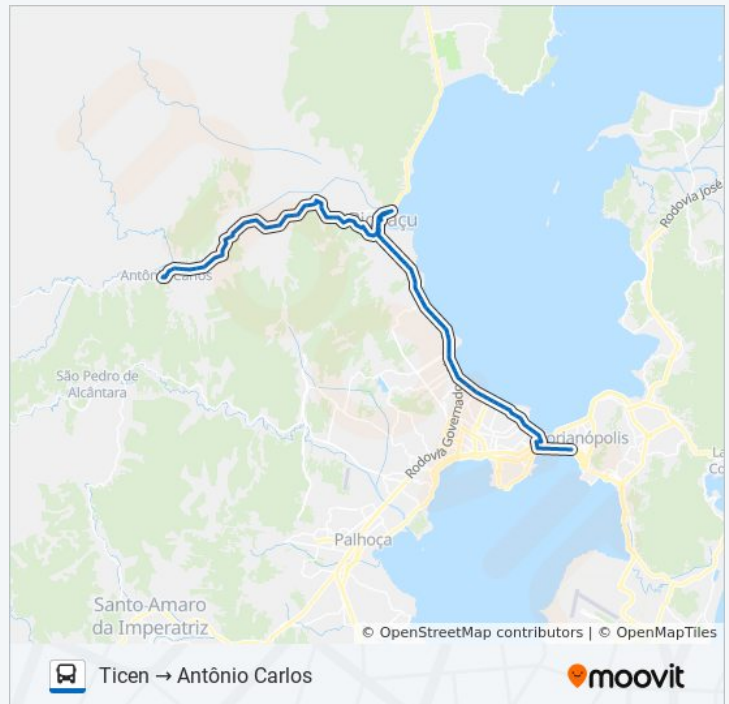 Rodovia José
Antônio Carlos
São Pedro de
Alcântara
Rodovia Governado
Florianópolis
Palhoça
Santo Amaro
da Imperatriz
© OpenStreetMap contributors | © OpenMapTiles
Ticen → Antônio Carlos
moovit